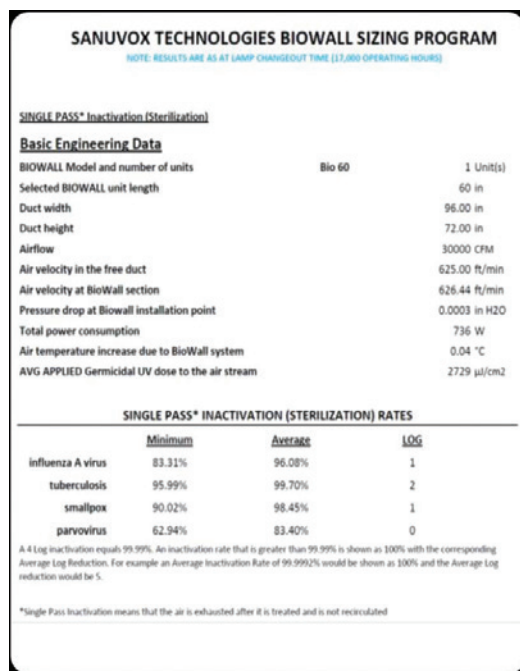 SANUVOX TECHNOLOGIES BIOWALL SIZING PROGRAM
NOTE: RESULTS ARE AS AT LAMP CHANGEOUT TIME (17,000 OPERATING HOURS)
SINGLE PASS* Inactivation (Sterilization)
Basic Engineering Data
BIOWALL Model and number of units Bio 60 1 Unit(s)
Selected BIOWALL unit length 60 in
Duct width 96.00 in
Duct height 72.00 in
Airflow 30000 CFM
Air velocity in the free duct 625.00 ft/min
Air velocity at BioWall section 626.44 ft/min
Pressure drop at Biowall installation point 0.0003 in H2O
Total power consumption 736 W
Air temperature increase due to BioWall system 0.04 °C
AVG APPLIED Germicidal UV dose to the air stream 2729 µJ/cm2
SINGLE PASS* INACTIVATION (STERILIZATION) RATES
Minimum Average LOG
influenza A virus 83.31% 96.08% 1
tuberculosis 95.99% 99.70% 2
smallpox 90.02% 98.45% 1
parvovirus 62.94% 83.40% 0
A 4 Log inactivation equals 99.99%. An inactivation rate that is greater than 99.99% is shown as 100% with the corresponding
Average Log Reduction. For example an Average Inactivation Rate of 99.9992% would be shown as 100% and the Average Log
reduction would be 5.
*Single Pass Inactivation means that the air is exhausted after it is treated and is not recirculated